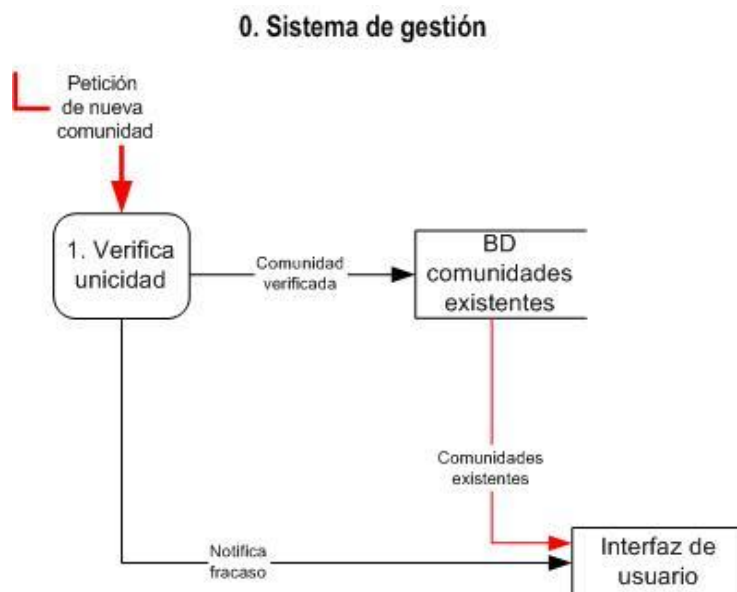 0. Sistema de gestión
Petición
de nueva
comunidad
1. Verifica
unicidad
Comunidad
verificada
BD
comunidades
existentes
Comunidades
existentes
Notifica
fracaso
Interfaz de
usuario